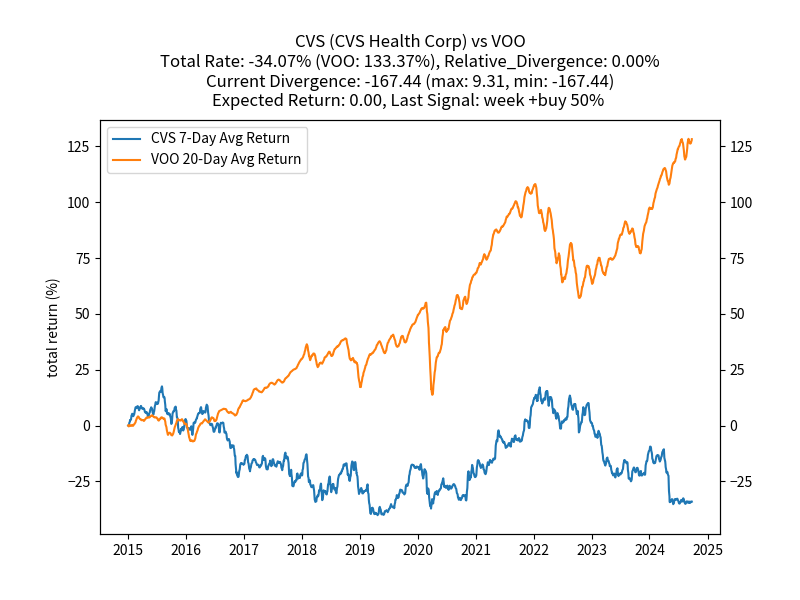 CVS (CVS Health Corp) vs VOO
Total Rate: -34.07% (VOO: 133.37%), Relative_Divergence: 0.00%
Current Divergence: -167.44 (max: 9.31, min: -167.44)
Expected Return: 0.00, Last Signal: week +buy 50%
CVS 7-Day Avg Return
VOO 20-Day Avg Return
total return (%)
125
100
75
50
25
0
−25
125
100
75
50
25
0
−25
2015 2016 2017 2018 2019 2020 2021 2022 2023 2024 2025